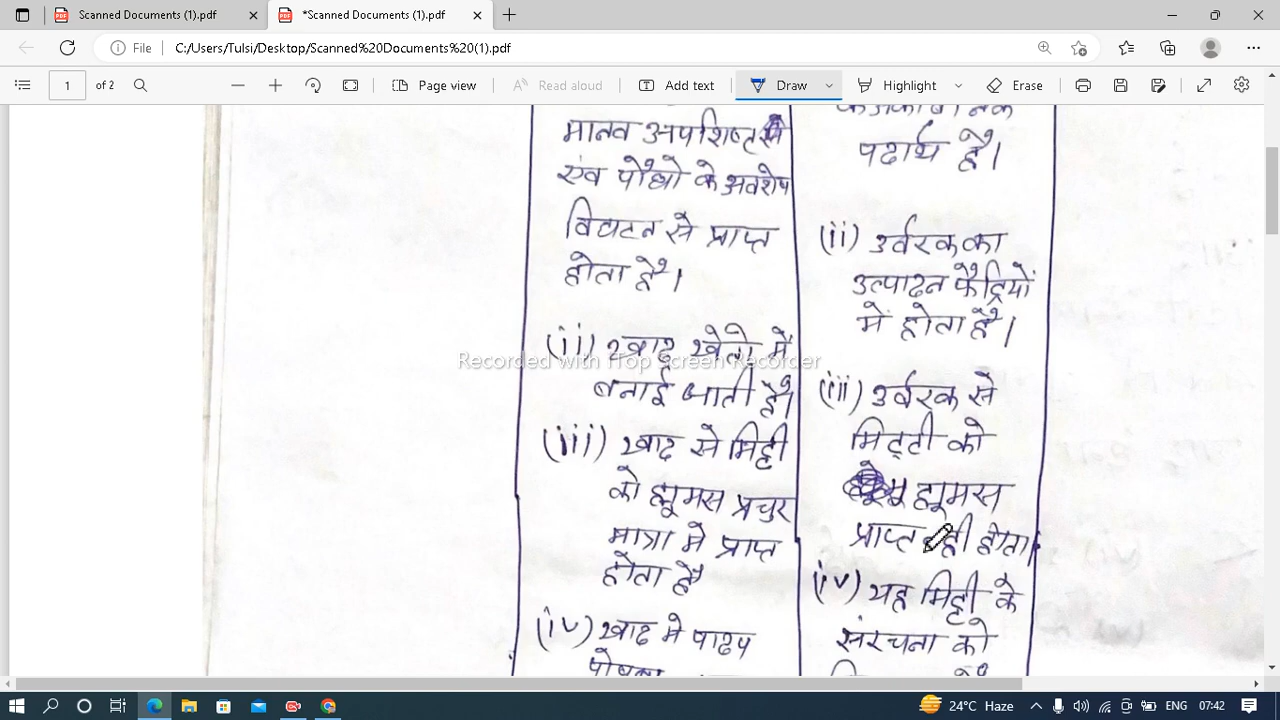 Scanned Documents (1).pdf
*Scanned Documents (1).pdf
File
C:/Users/Tulsi/Desktop/Scanned%20Documents%20(1).pdf
1 of 2
Page view
Read aloud
Add text
Draw
Highlight
Erase
मानव अपशिष्ट
एंव पौधो के अवशेष
विघटन से प्राप्त
होता है।
(ii) खाद खेतो में
बनाई जाती है।
(iii) खाद से मिट्टी
को ह्यूमस प्रचुर
मात्रा मे प्राप्त
होता है
(iv) खाद मे पादप
पोषक
पदार्थ है।
(ii) उर्वरक का
उत्पादन फैक्ट्रियों
में होता है।
(iii) उर्वरक से
मिट्टी को
ह्यूमस
प्राप्त नही होता।
(iv) यह मिट्टी के
संरचना को
Recorded with iTop Screen Recorder
24°C Haze
ENG
07:42